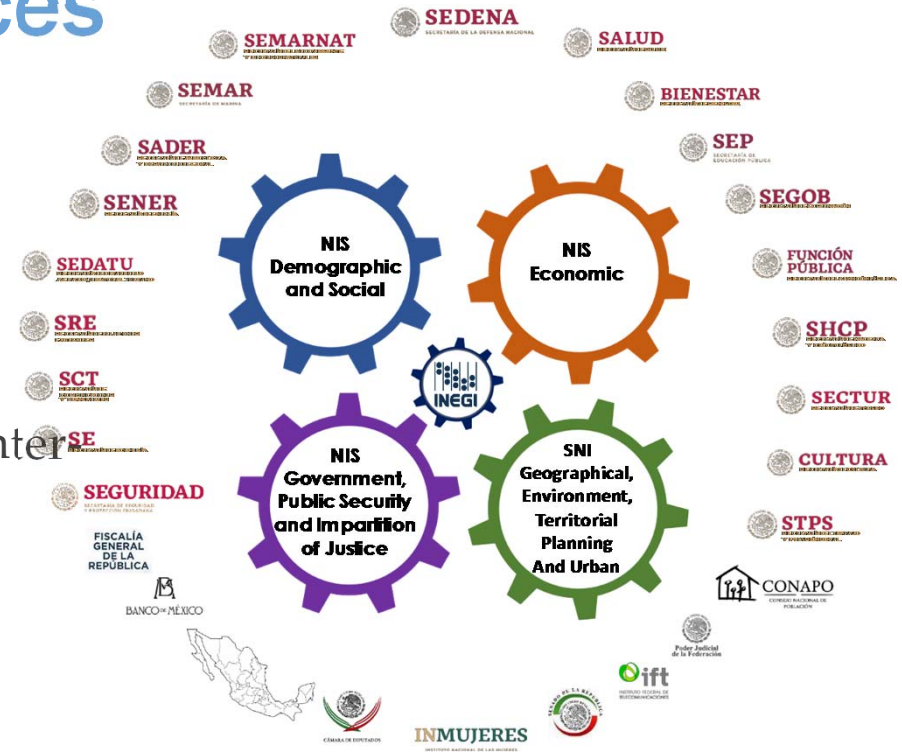 ces
SEDENA
SECRETARÍA DE LA DEFENSA NACIONAL
SEMARNAT
SALUD
SEMAR
SECRETARÍA DE MARINA
BIENESTAR
SADER
SEP
SECRETARÍA DE
EDUCACIÓN PÚBLICA
SENER
SEGOB
SEDATU
FUNCIÓN
PÚBLICA
SRE
SHCP
SCT
SECTUR
SE
nter-
CULTURA
SEGURIDAD
SECRETARÍA DE SEGURIDAD
Y PROTECCIÓN CIUDADANA
STPS
FISCALÍA
GENERAL
DE LA
REPÚBLICA
BANCO DE MÉXICO
CONAPO
CONSEJO NACIONAL DE
POBLACIÓN
Poder Judicial
de la Federación
ift
INSTITUTO FEDERAL DE
TELECOMUNICACIONES
CÁMARA DE DIPUTADOS
INMUJERES
INSTITUTO NACIONAL DE LAS MUJERES
SENADO DE LA REPÚBLICA
NIS
Demographic
and Social
NIS
Economic
INEGI
NIS
Government,
Public Security
and Impartition
of Justice
SNI
Geographical,
Environment,
Territorial
Planning
And Urban